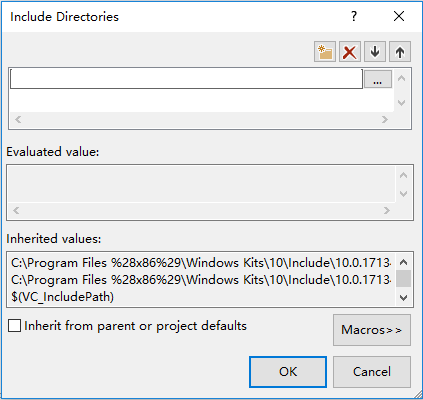 Include Directories
?
...
Evaluated value:
Inherited values:
C:\Program Files %28x86%29\Windows Kits\10\Include\10.0.1713
C:\Program Files %28x86%29\Windows Kits\10\Include\10.0.1713
$(VC_IncludePath)
Inherit from parent or project defaults
Macros>>
OK
Cancel